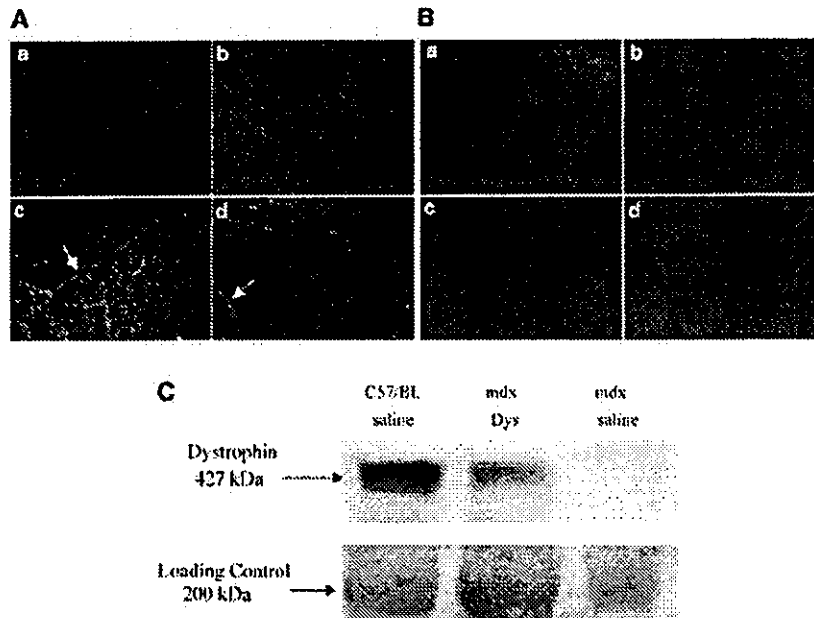 A
B
a
b
a
b
c
d
c
d
C
C57/BL mdx mdx
saline Dys saline
Dystrophin
427 kDa
Loading Control
200 kDa